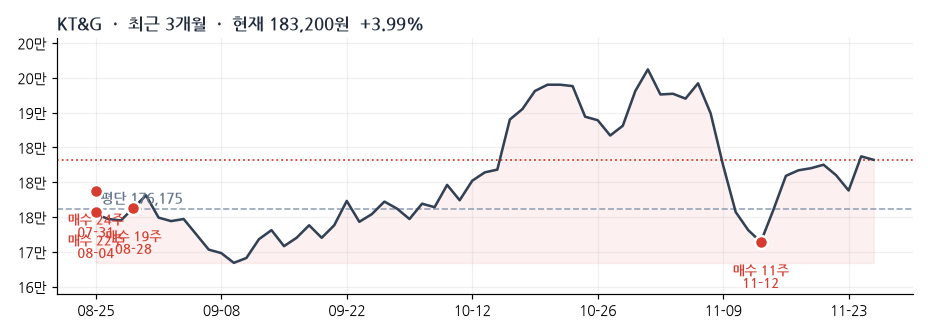 KT&G · 최근 3개월 · 현재 183,200원 +3.99%
20만
20만
19만
18만
18만
18만
17만
16만
평단 176,175
매수 24주
07-31
매수 22주
08-04
매수 19주
08-28
매수 11주
11-12
08-25
09-08
09-22
10-12
10-26
11-09
11-23